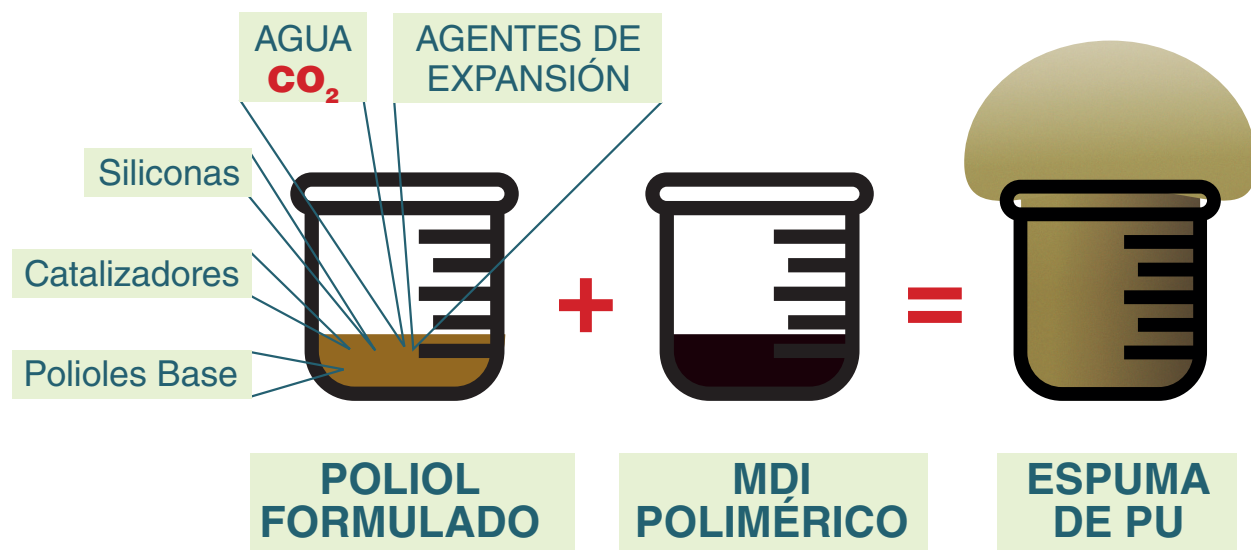 AGUA
CO₂
AGENTES DE
EXPANSIÓN
Siliconas
Catalizadores
Polioles Base
+
=
POLIOL
FORMULADO
MDI
POLIMÉRICO
ESPUMA
DE PU